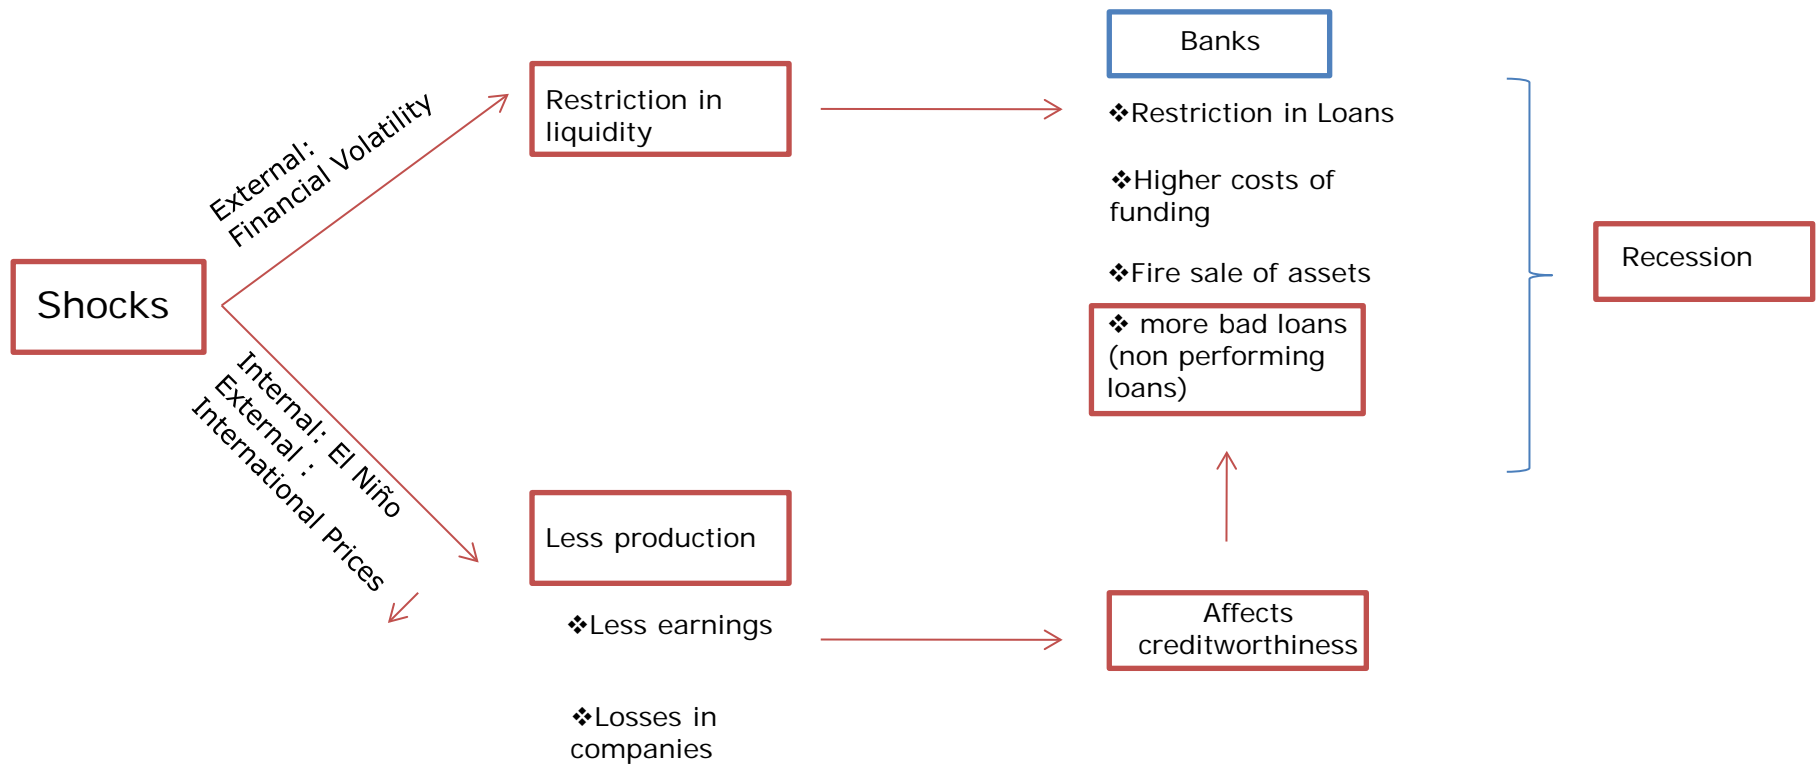 Shocks
External:
Financial Volatility
Internal: El Niño
External :
International Prices
Restriction in
liquidity
Less production
❖Less earnings
❖Losses in
companies
Banks
❖Restriction in Loans
❖Higher costs of
funding
❖Fire sale of assets
❖ more bad loans
(non performing
loans)
Affects
creditworthiness
Recession